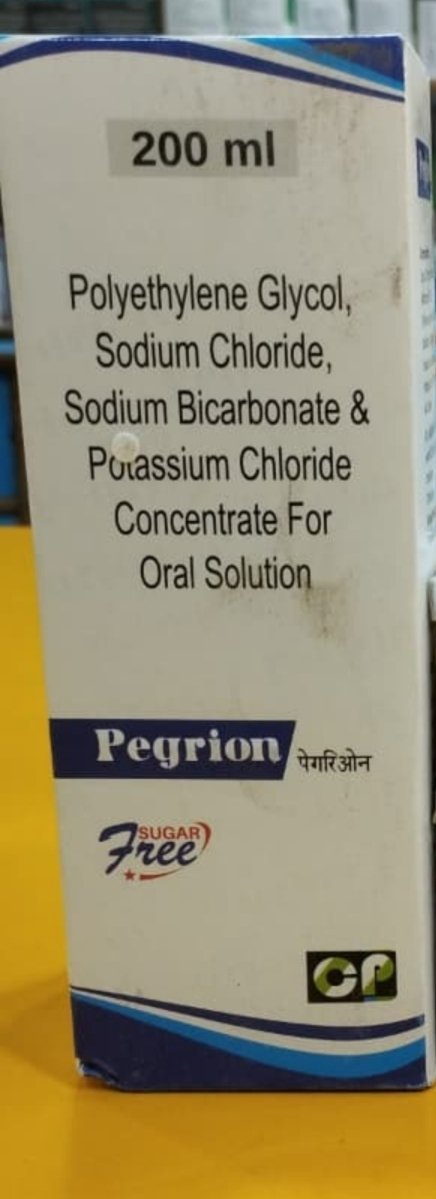 200 ml
Polyethylene Glycol,
Sodium Chloride,
Sodium Bicarbonate &
Potassium Chloride
Concentrate For
Oral Solution
Pegrion पेगरिओन
SUGAR
Free
CP